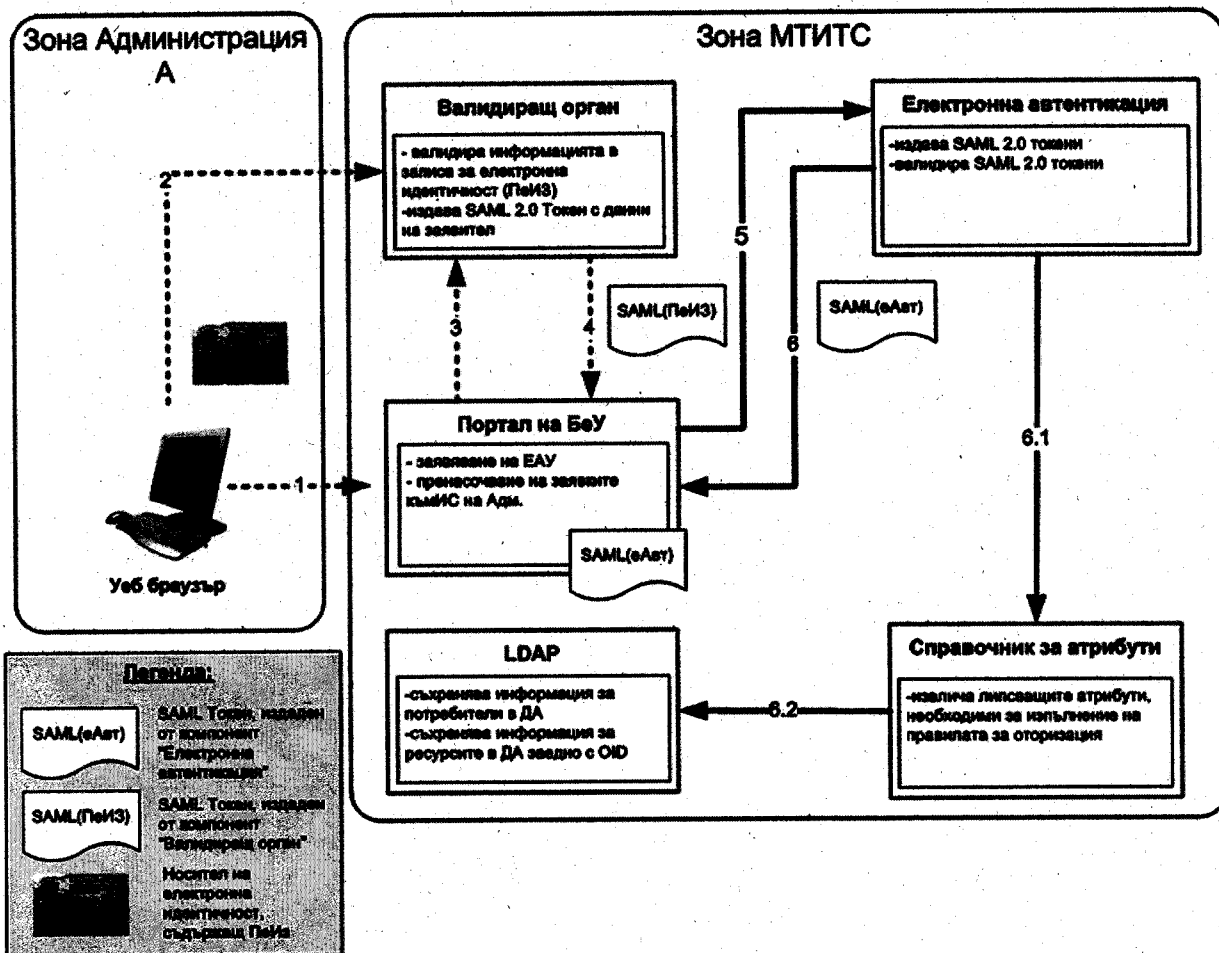 Зона Администрация
А
Зона МТИТС
Валидиращ орган
- валидира информацията в
записа за електронна
идентичност (ПеИЗ)
-издава SAML 2.0 Токен с данни
на заявител
Електронна автентикация
-издава SAML 2.0 токени
-валидира SAML 2.0 токени
2
5
SAML(ПеИЗ)
SAML(еАвт)
3
4
6
Портал на БеУ
- заявяване на ЕАУ
- пренасочване на заявките
къмИС на Адм.
SAML(еАвт)
1
Уеб браузър
6.1
LDAP
-съхранява информация за
потребители в ДА
-съхранява информация за
ресурсите в ДА заедно с OID
6.2
Справочник за атрибути
-извлича липсващите атрибути,
необходими за изпълнение на
правилата за оторизация
Легенда:
SAML(еАвт)
SAML Токен, издаден
от компонент
"Електронна
автентикация"
SAML(ПеИЗ)
SAML Токен, издаден
от компонент
"Валидиращ орган"
Носител на
електронна
идентичност,
съдържащ ПеИз